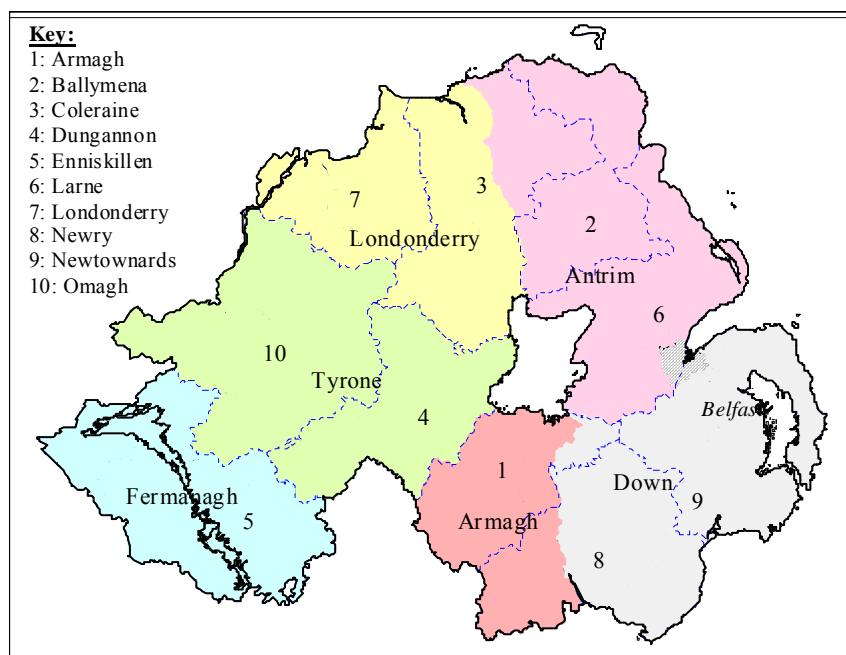 Key:
1: Armagh
2: Ballymena
3: Coleraine
4: Dungannon
5: Enniskillen
6: Larne
7: Londonderry
8: Newry
9: Newtownards
10: Omagh
7
3
2
Londonderry
Antrim
6
10
Tyrone
4
Belfas
1
Down
Fermanagh
9
5
Armagh
8